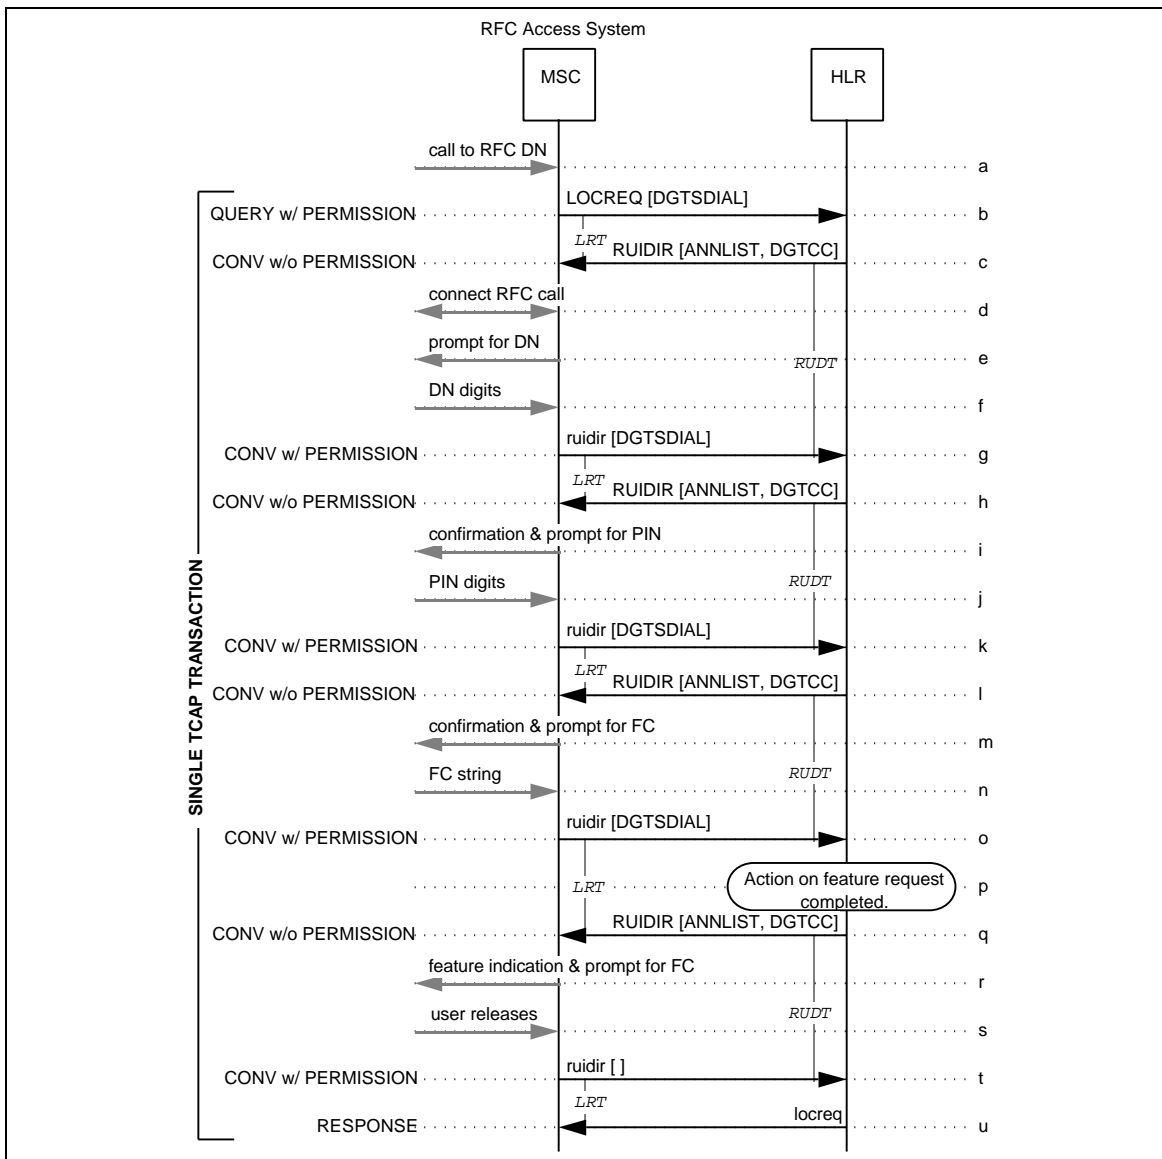 RFC Access System
MSC
HLR
call to RFC DN
a
LOCREQ [DGTSDIAL]
QUERY w/ PERMISSION
b
LRT
RUIDIR [ANNLIST, DGTCC]
CONV w/o PERMISSION
c
connect RFC call
d
prompt for DN
RUDT
e
DN digits
f
ruidir [DGTSDIAL]
CONV w/ PERMISSION
g
LRT
RUIDIR [ANNLIST, DGTCC]
CONV w/o PERMISSION
h
confirmation & prompt for PIN
i
PIN digits
RUDT
j
ruidir [DGTSDIAL]
CONV w/ PERMISSION
k
LRT
RUIDIR [ANNLIST, DGTCC]
CONV w/o PERMISSION
l
confirmation & prompt for FC
m
FC string
RUDT
n
SINGLE TCAP TRANSACTION
ruidir [DGTSDIAL]
CONV w/ PERMISSION
o
LRT
Action on feature request
completed.
p
RUIDIR [ANNLIST, DGTCC]
CONV w/o PERMISSION
q
feature indication & prompt for FC
r
user releases
RUDT
s
ruidir [ ]
CONV w/ PERMISSION
t
LRT
locreq
RESPONSE
u